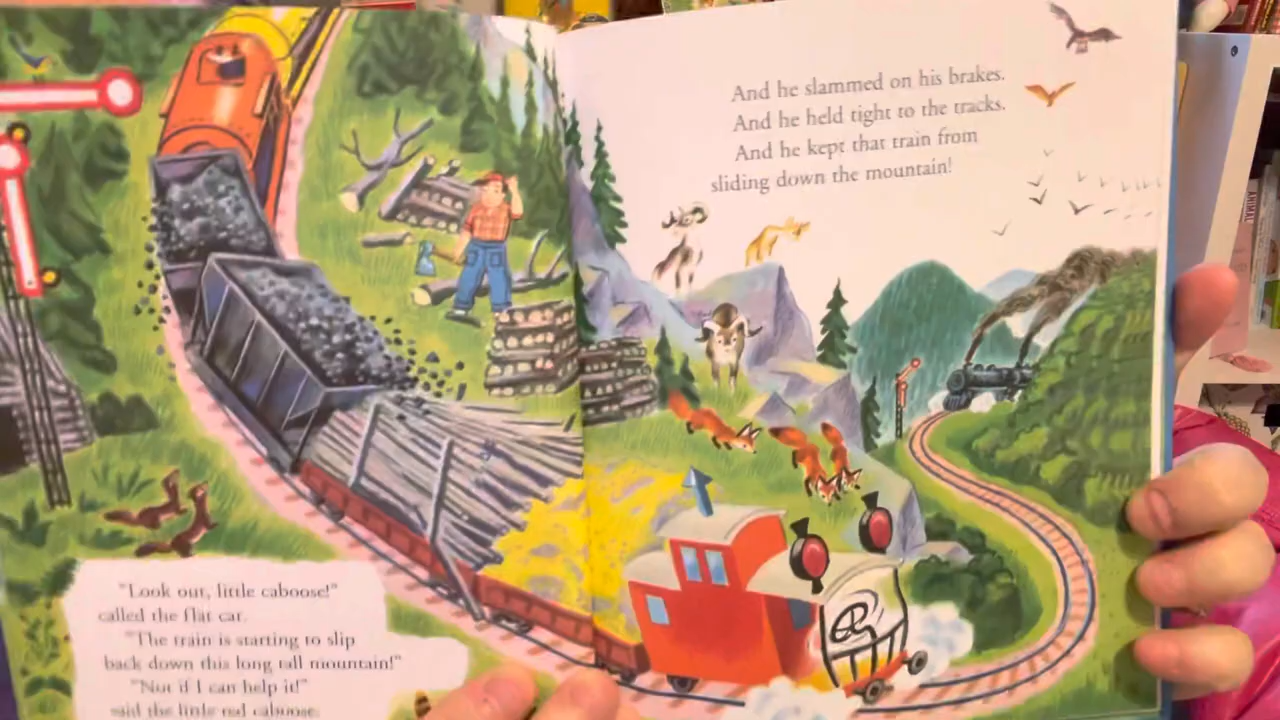 "Look out, little caboose!"
called the flat car.
"The train is starting to slip
back down this long tall mountain!"
"Not if I can help it!"
said the little red caboose.
And he slammed on his brakes.
And he held tight to the tracks.
And he kept that train from
sliding down the mountain!
ANIMAL